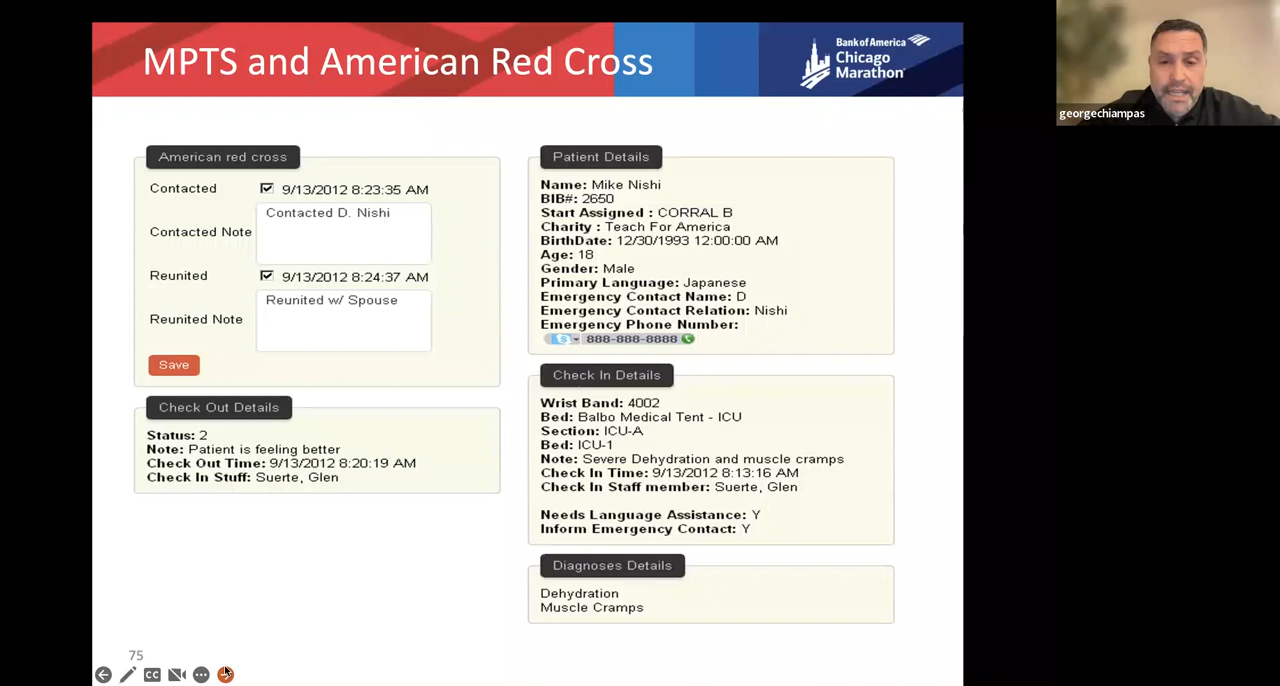 MPTS and American Red Cross
Bank of America
Chicago
Marathon
georgechiampas
American red cross
Contacted 9/13/2012 8:23:35 AM
Contacted D. Nishi
Contacted Note
Reunited 9/13/2012 8:24:37 AM
Reunited w/ Spouse
Reunited Note
Save
Check Out Details
Status: 2
Note: Patient is feeling better
Check Out Time: 9/13/2012 8:20:19 AM
Check In Stuff: Suerte, Glen
Patient Details
Name: Mike Nishi
BIB#: 2650
Start Assigned : CORRAL B
Charity : Teach For America
BirthDate: 12/30/1993 12:00:00 AM
Age: 18
Gender: Male
Primary Language: Japanese
Emergency Contact Name: D
Emergency Contact Relation: Nishi
Emergency Phone Number:
888-888-8888
Check In Details
Wrist Band: 4002
Bed: Balbo Medical Tent - ICU
Section: ICU-A
Bed: ICU-1
Note: Severe Dehydration and muscle cramps
Check In Time: 9/13/2012 8:13:16 AM
Check In Staff member: Suerte, Glen
Needs Language Assistance: Y
Inform Emergency Contact: Y
Diagnoses Details
Dehydration
Muscle Cramps
75
CC